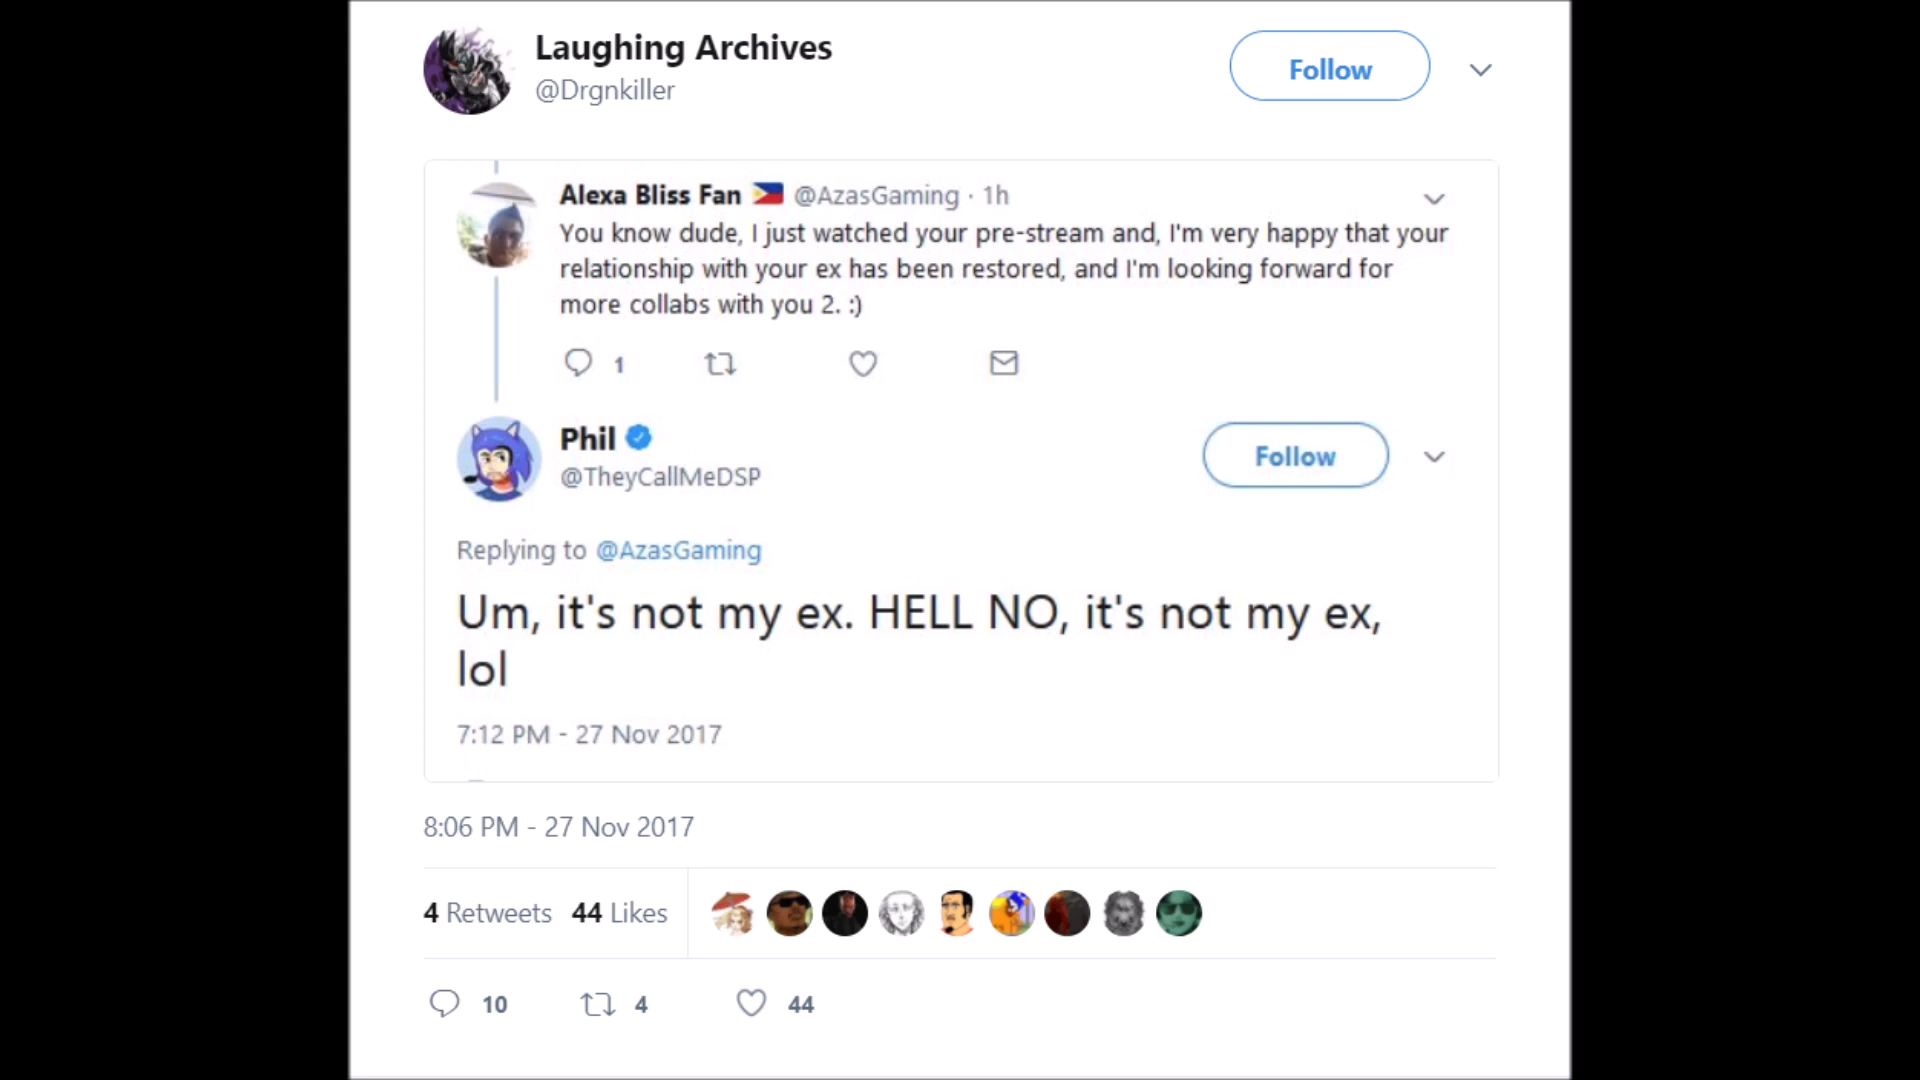 Laughing Archives
@Drgnkiller
Follow
Alexa Bliss Fan @AzasGaming · 1h
You know dude, I just watched your pre-stream and, I'm very happy that your
relationship with your ex has been restored, and I'm looking forward for
more collabs with you 2. :)
1
Phil
@TheyCallMeDSP
Follow
Replying to @AzasGaming
Um, it's not my ex. HELL NO, it's not my ex,
lol
7:12 PM - 27 Nov 2017
8:06 PM - 27 Nov 2017
4 Retweets 44 Likes
10 4 44